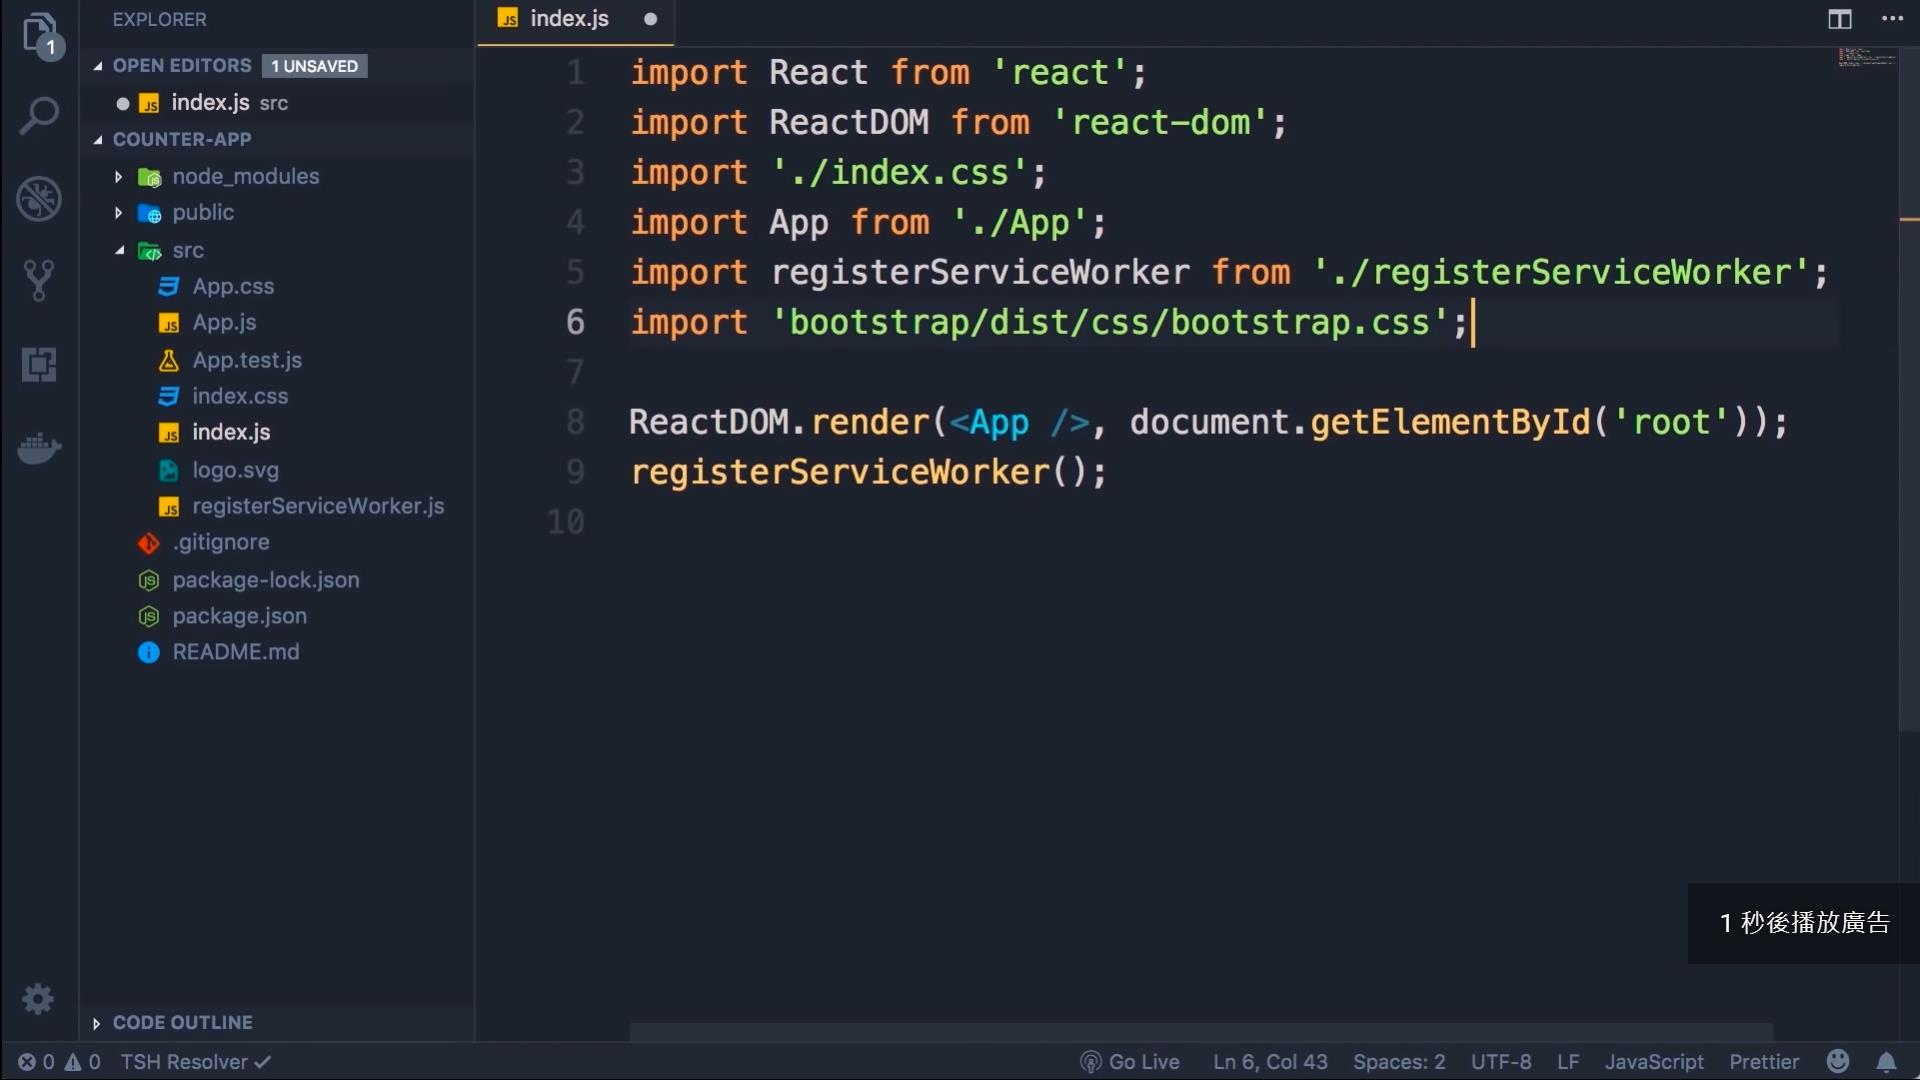 EXPLORER
OPEN EDITORS 1 UNSAVED
index.js src
COUNTER-APP
node_modules
public
src
App.css
App.js
App.test.js
index.css
index.js
logo.svg
registerServiceWorker.js
.gitignore
package-lock.json
package.json
README.md
CODE OUTLINE
1
JS index.js
1 import React from 'react';
2 import ReactDOM from 'react-dom';
3 import './index.css';
4 import App from './App';
5 import registerServiceWorker from './registerServiceWorker';
6 import 'bootstrap/dist/css/bootstrap.css';
7
8 ReactDOM.render(<App />, document.getElementById('root'));
9 registerServiceWorker();
10
1 秒後播放廣告
0 0 TSH Resolver ✓ Go Live Ln 6, Col 43 Spaces: 2 UTF-8 LF JavaScript Prettier